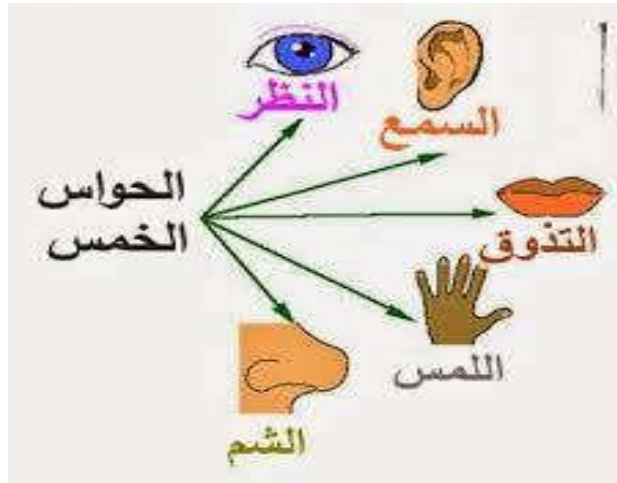 النظر
السمع
الحواس
الخمس
التذوق
اللمس
الشم